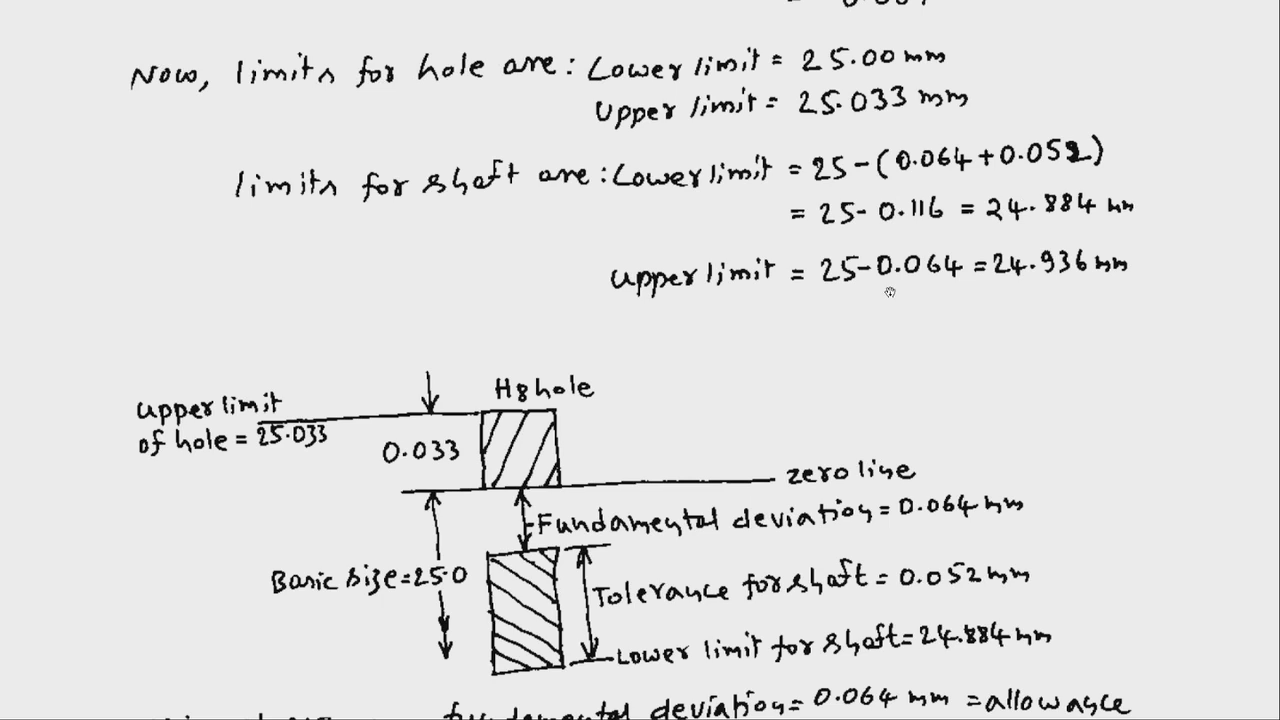 Now, limits for hole are: Lower limit = 25.00 mm
Upper limit = 25.033 mm
limits for shaft are: Lower limit = 25-(0.064+0.052)
= 25-0.116 = 24.884 mm
Upper limit = 25-0.064 = 24.936 mm
H8 hole
upper limit
of hole = 25.033
0.033
zero line
Fundamental deviation = 0.064 mm
Basic size = 25.0
Tolerance for shaft = 0.052 mm
Lower limit for shaft = 24.884 mm
fundamental deviation = 0.064 mm = allowance